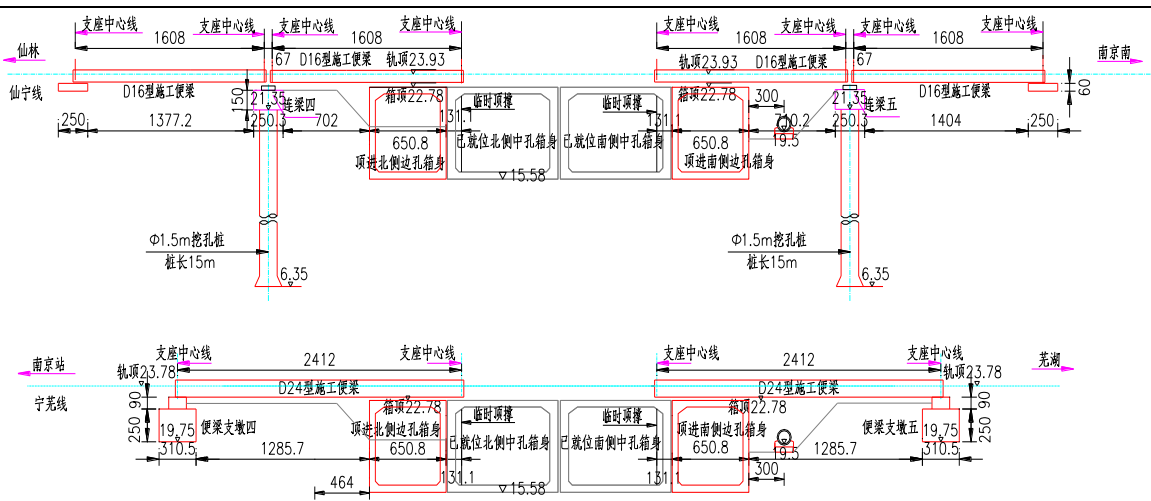 支座中心线 支座中心线 支座中心线 支座中心线 支座中心线 支座中心线 支座中心线 支座中心线
仙林 1608 1608 1608 1608 南京南
67 D16型施工便梁 轨顶23.93 轨顶23.93 D16型施工便梁 67
仙宁线 D16型施工便梁 箱顶22.78 箱顶22.78 D16型施工便梁
150 21.35 连梁四 临时顶撑 临时顶撑 300 21.35 连梁五 60
250 1377.2 250.3 702 131.1 131.1 700.2 250.3 1404 250
650.8 已就位北侧中孔箱身 已就位南侧中孔箱身 650.8 19.5
顶进北侧边孔箱身 顶进南侧边孔箱身
15.58
Φ1.5m挖孔桩 Φ1.5m挖孔桩
桩长15m 桩长15m
6.35 6.35
支座中心线 支座中心线 支座中心线 支座中心线
南京站 2412 2412 芜湖
轨顶23.78 轨顶23.78
宁芜线 D24型施工便梁 D24型施工便梁
90 箱顶22.78 箱顶22.78 90
250 19.75 便梁支墩四 顶进北侧边孔箱身 临时顶撑 临时顶撑 顶进南侧边孔箱身 便梁支墩五 19.75 250
310.5 1285.7 650.8 已就位北侧中孔箱身 已就位南侧中孔箱身 650.8 19.5 1285.7 310.5
131.1 131.1 300
464 15.58